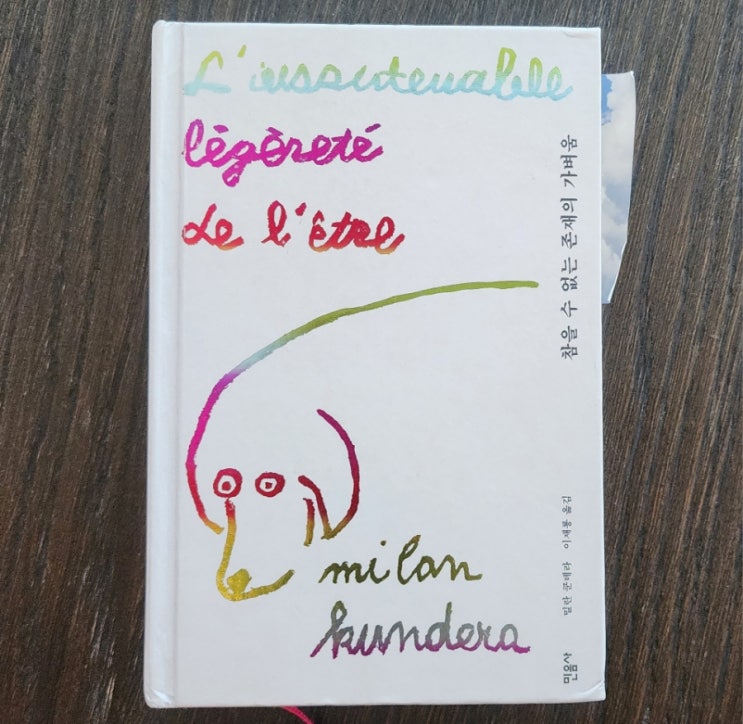 L'insoutenable
légèreté
de l'être
milan
kundera
참을 수 없는 존재의 가벼움
밀란 쿤데라 이재룡 옮김
민음사